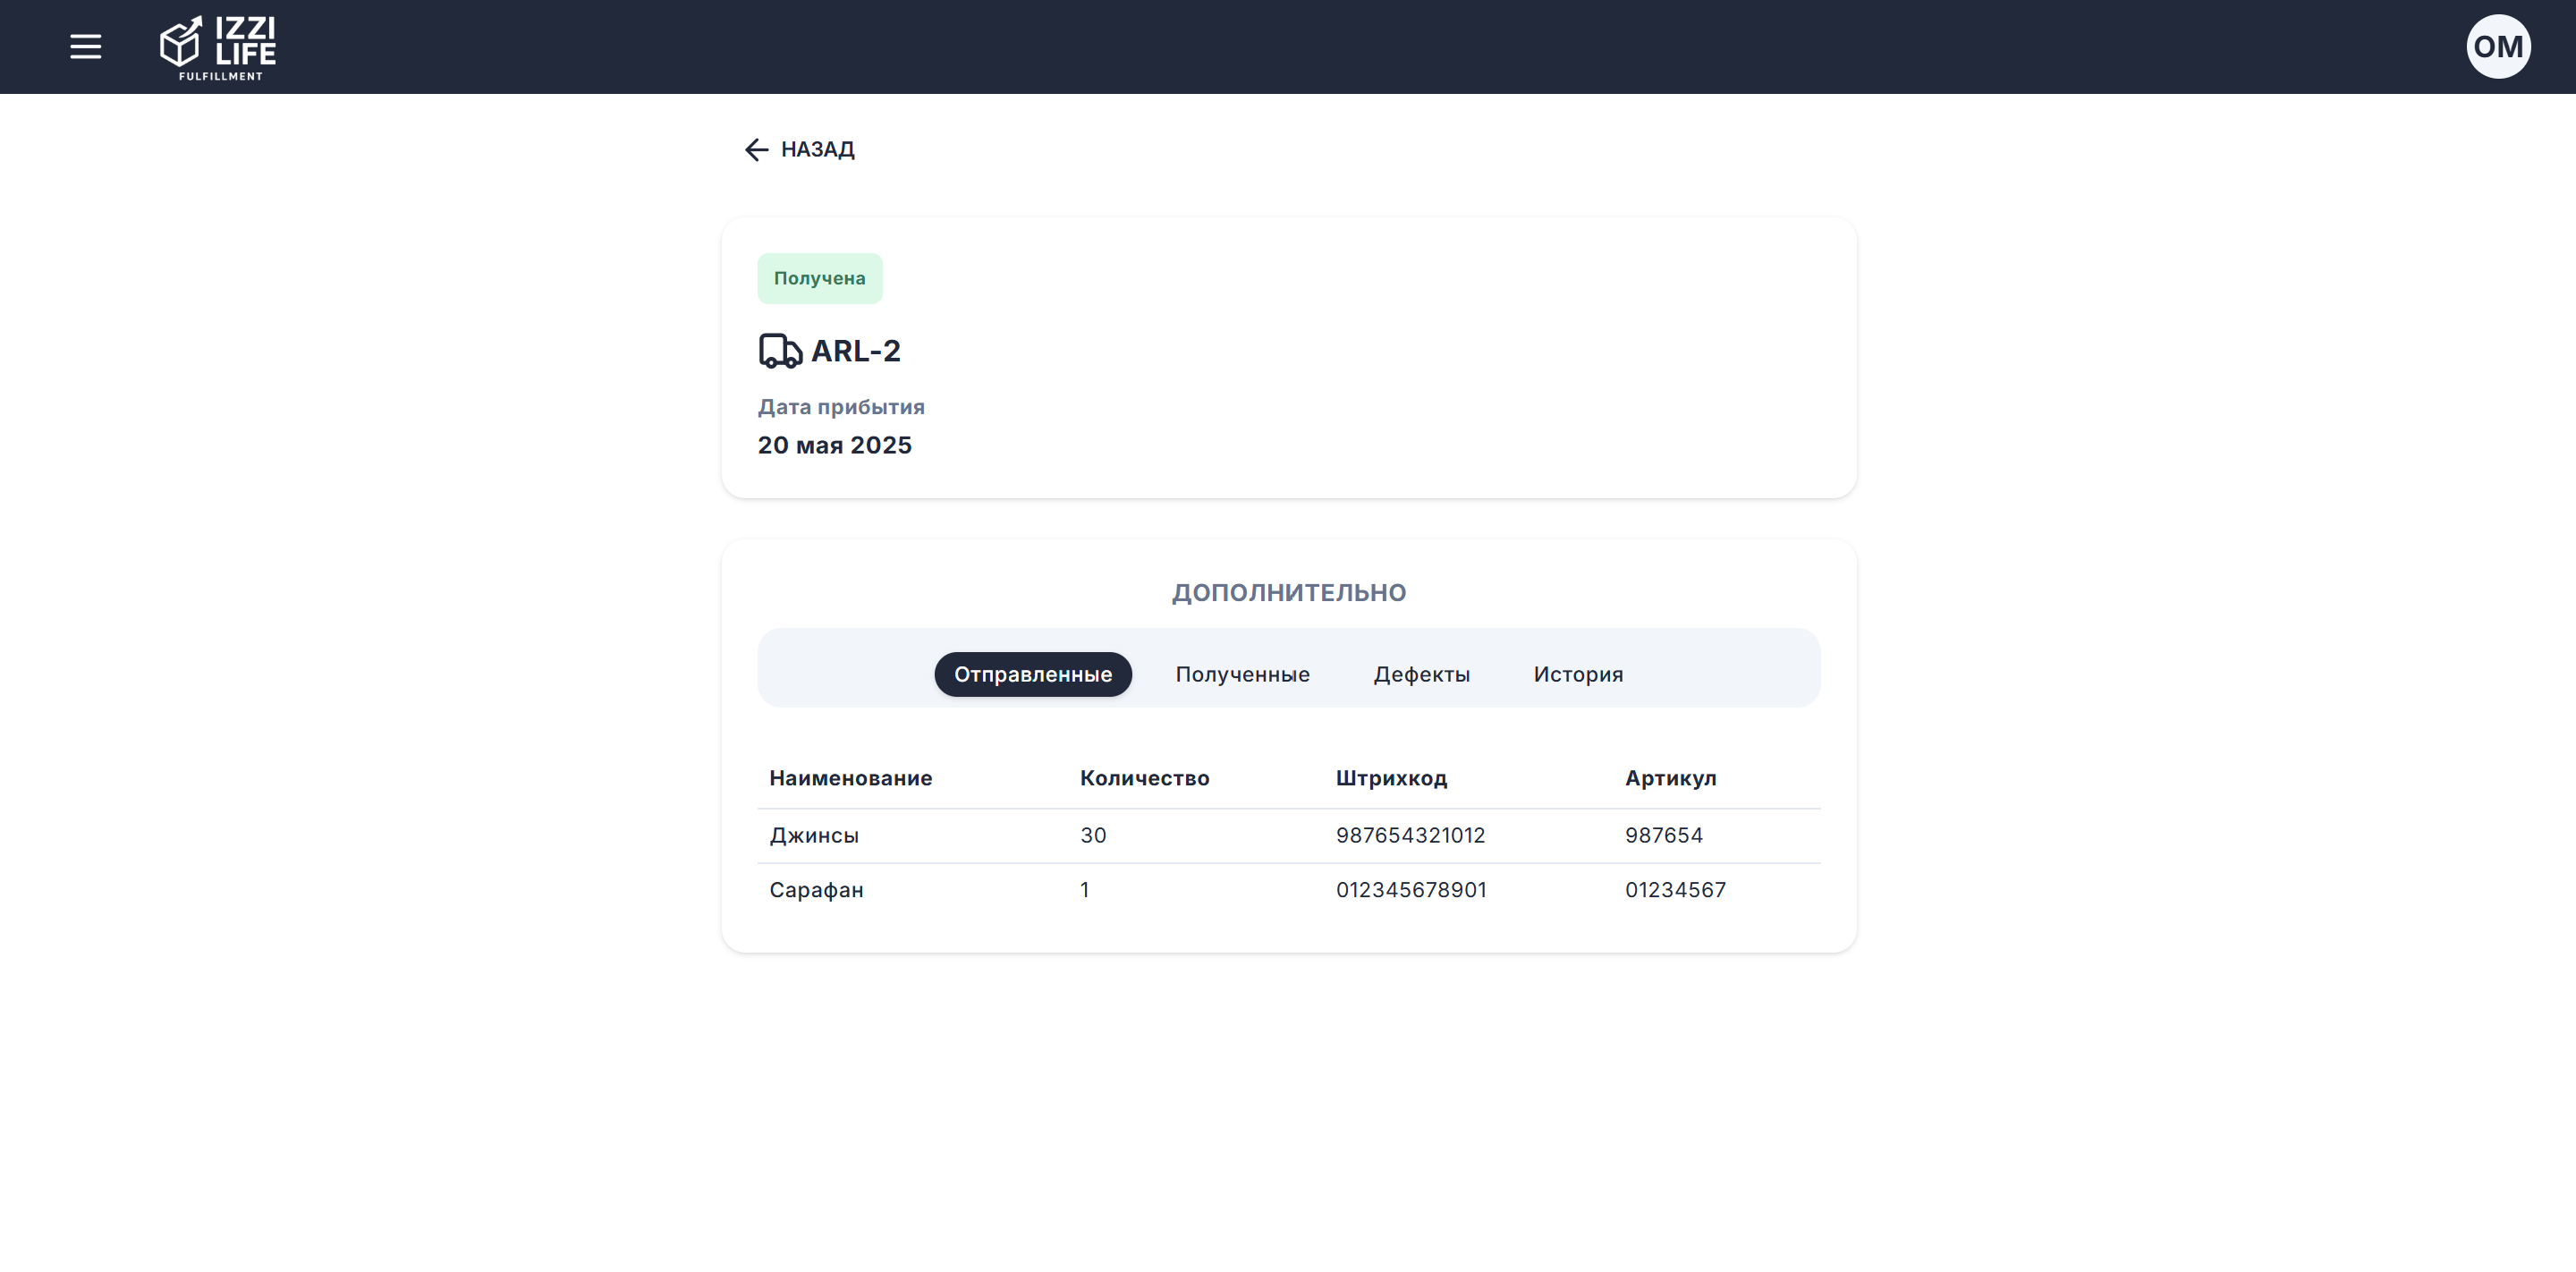 IZZI
LIFE
FULFILLMENT
OM
НАЗАД
Получена
ARL-2
Дата прибытия
20 мая 2025
ДОПОЛНИТЕЛЬНО
Отправленные Полученные Дефекты История
Наименование Количество Штрихкод Артикул
Джинсы 30 987654321012 987654
Сарафан 1 012345678901 01234567